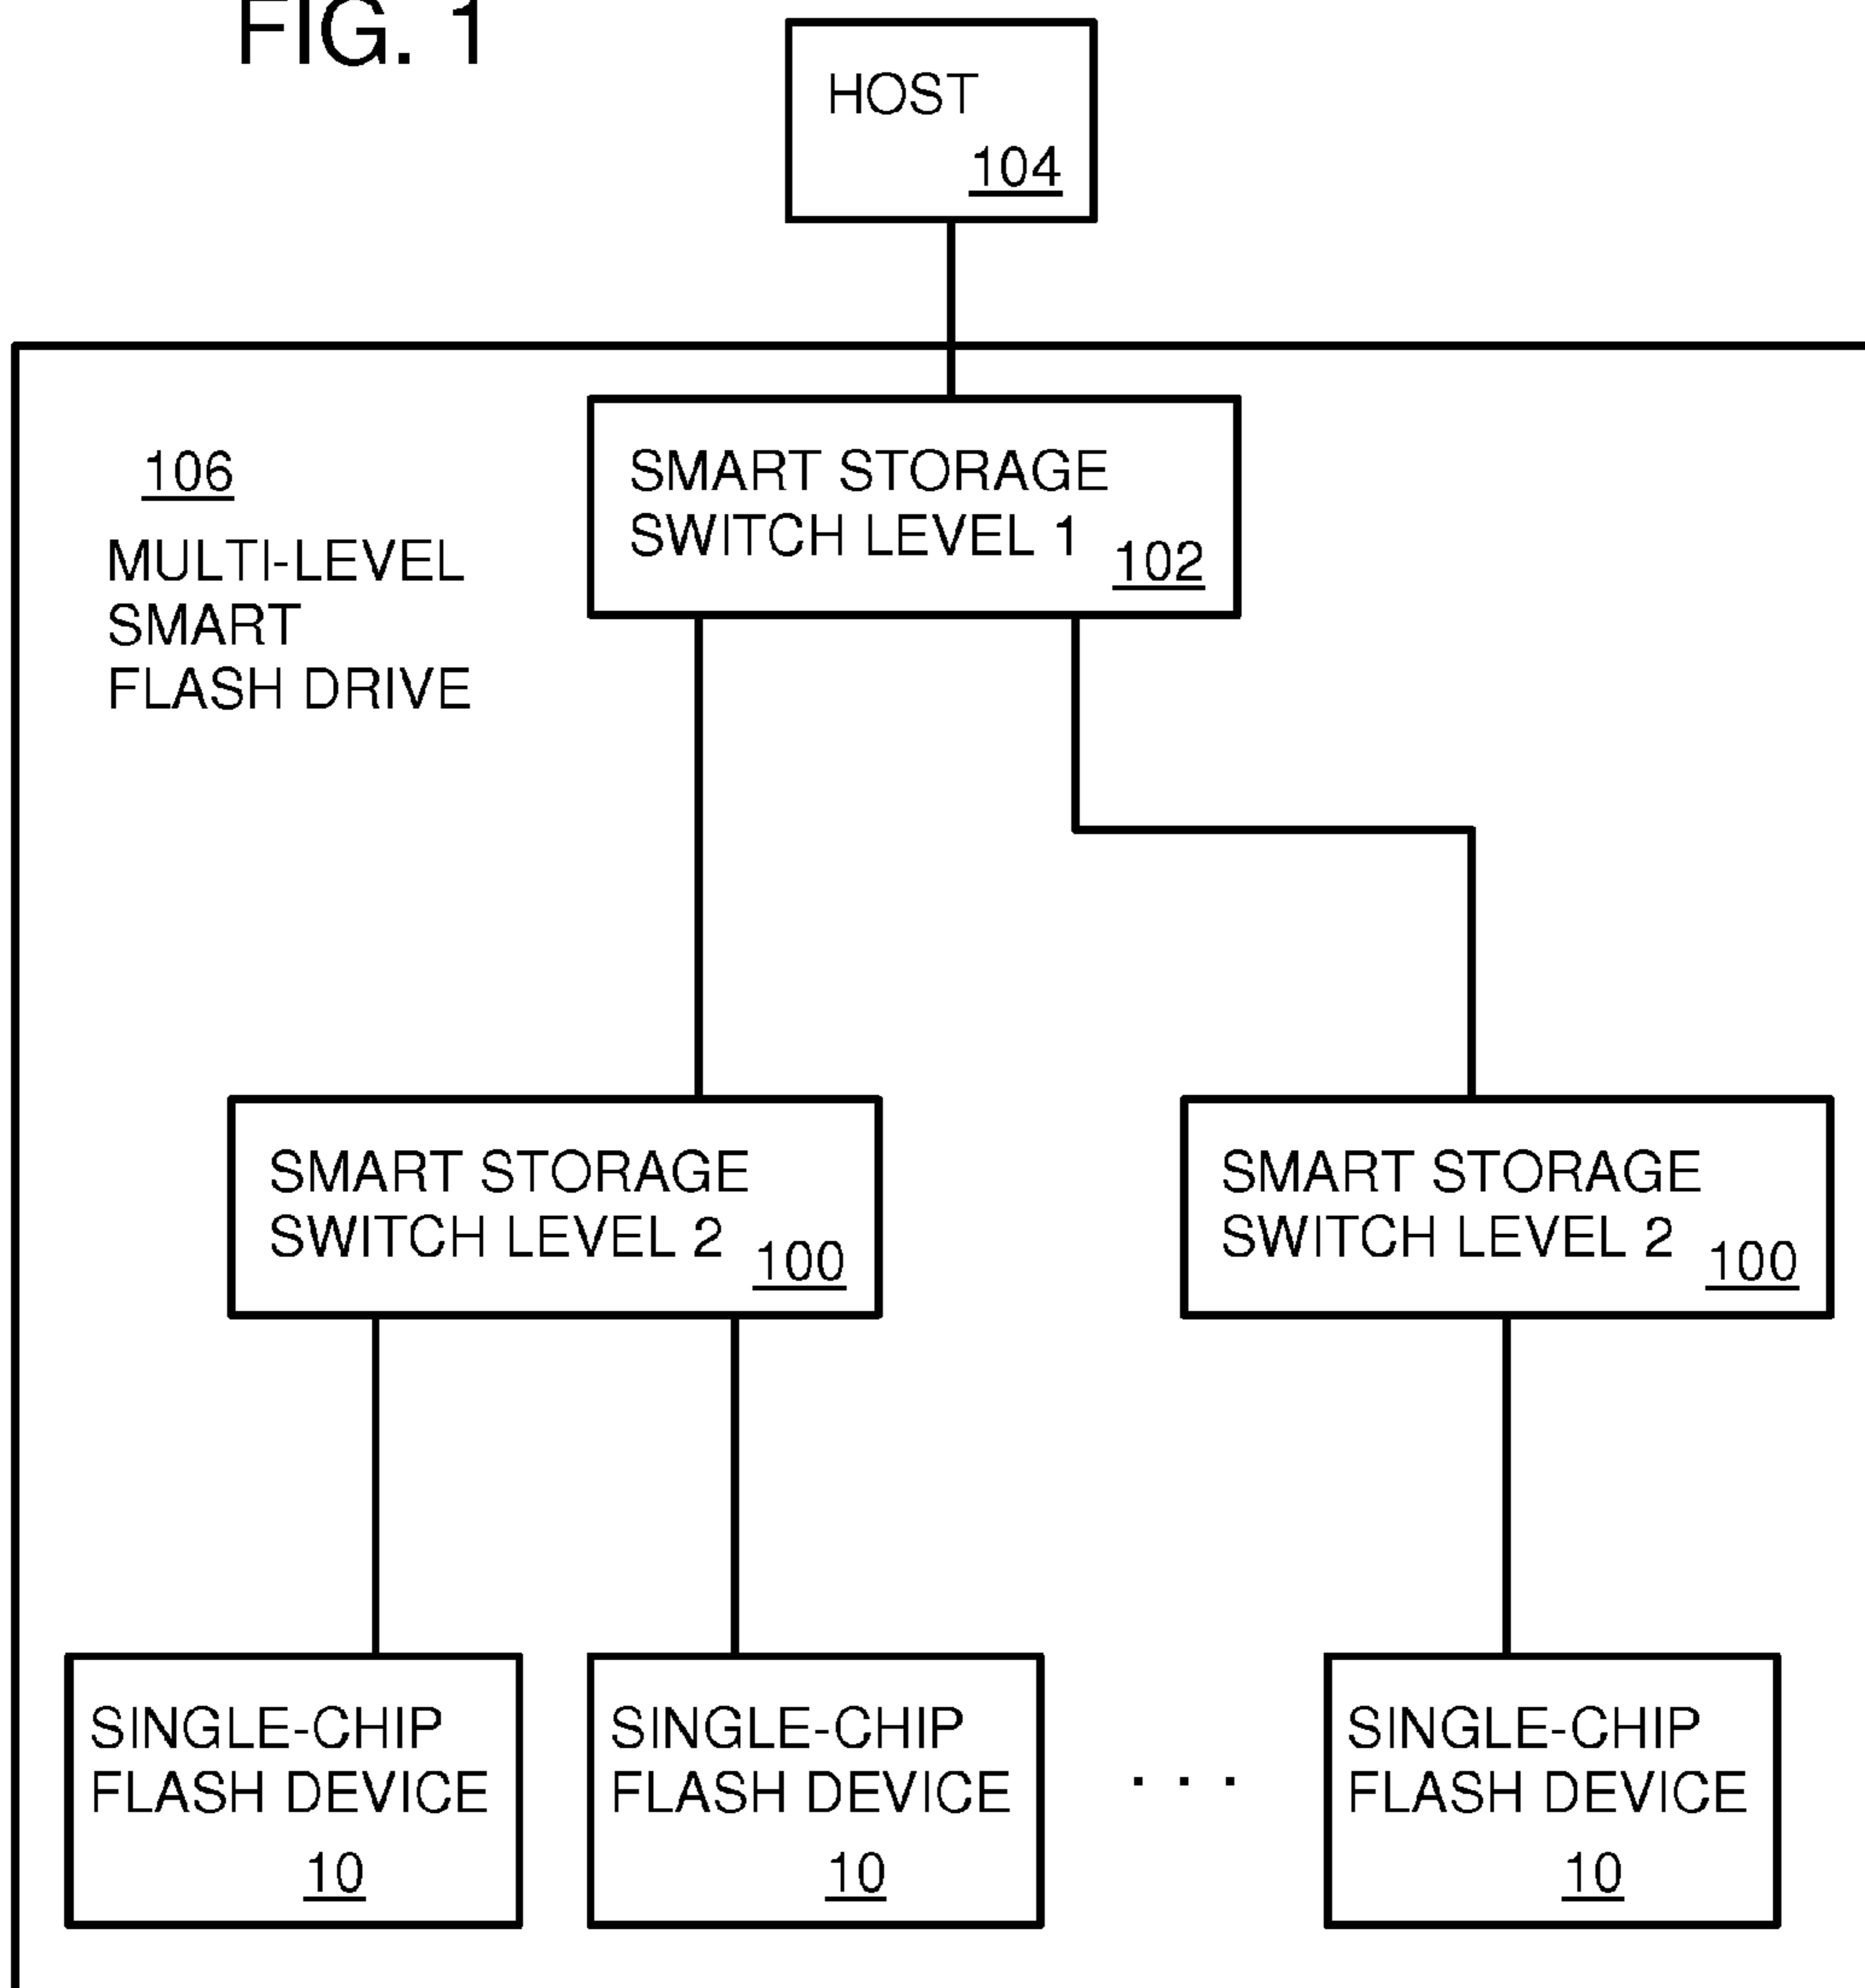 FIG. 1
HOST
104
106
MULTI-LEVEL
SMART
FLASH DRIVE
SMART STORAGE
SWITCH LEVEL 1
102
SMART STORAGE
SWITCH LEVEL 2
100
SMART STORAGE
SWITCH LEVEL 2
100
SINGLE-CHIP
FLASH DEVICE
10
SINGLE-CHIP
FLASH DEVICE
10
. . .
SINGLE-CHIP
FLASH DEVICE
10